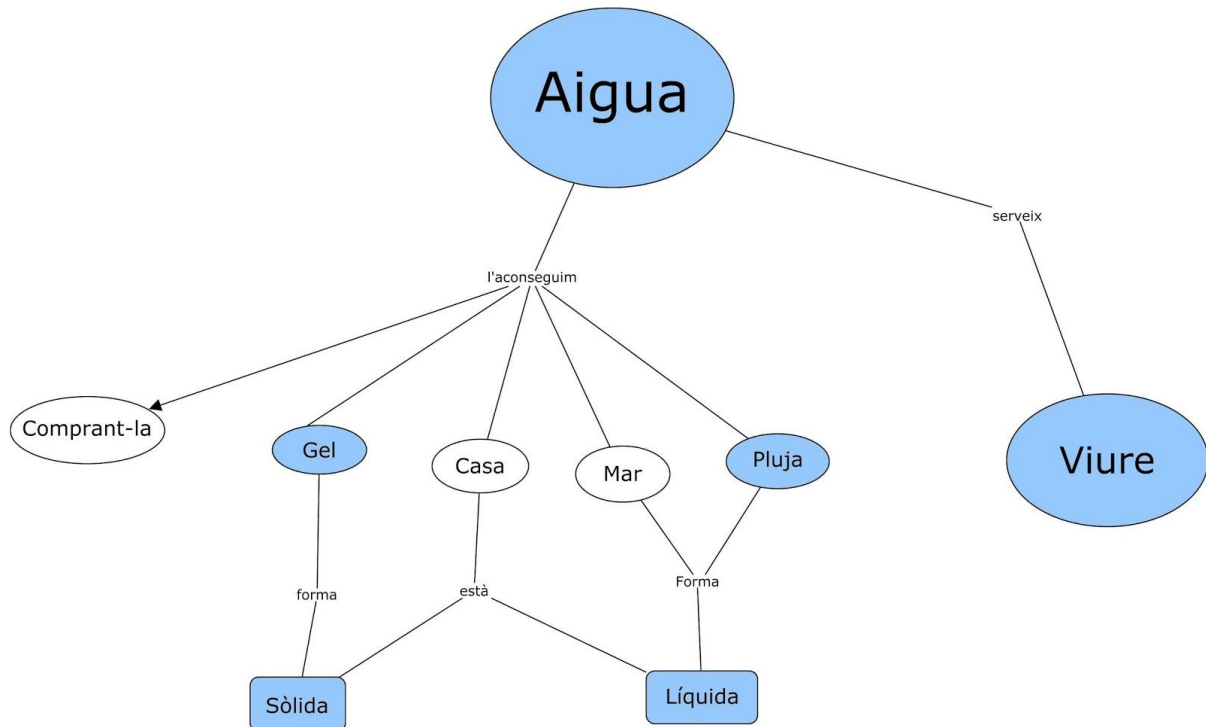 Aigua
serveix
l'aconseguim
Comprant-la
Gel
Casa
Mar
Pluja
Viure
forma
està
Forma
Sòlida
Líquida